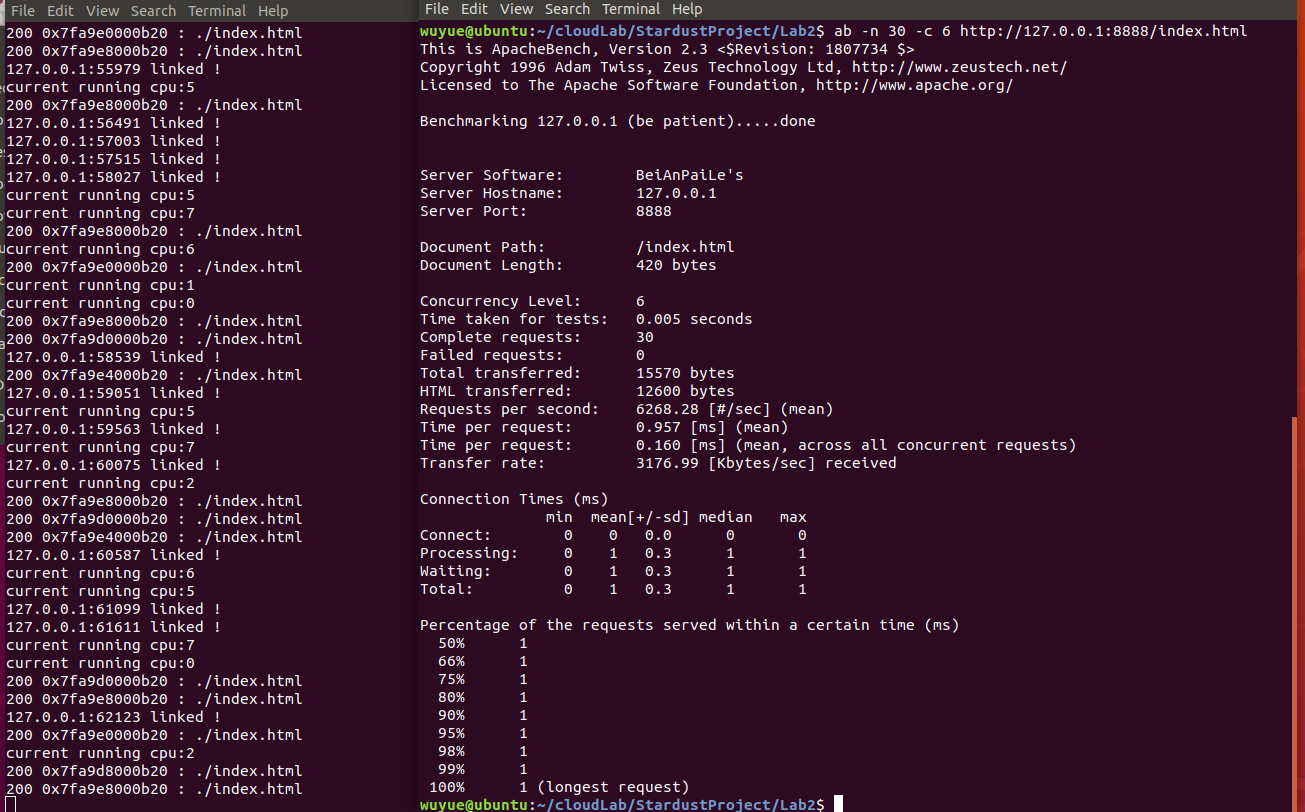 File Edit View Search Terminal Help
200 0x7fa9e0000b20 : ./index.html
200 0x7fa9e8000b20 : ./index.html
127.0.0.1:55979 linked !
current running cpu:5
200 0x7fa9e8000b20 : ./index.html
127.0.0.1:56491 linked !
127.0.0.1:57003 linked !
127.0.0.1:57515 linked !
127.0.0.1:58027 linked !
current running cpu:5
current running cpu:7
200 0x7fa9e8000b20 : ./index.html
current running cpu:6
200 0x7fa9e0000b20 : ./index.html
current running cpu:1
current running cpu:0
200 0x7fa9e8000b20 : ./index.html
200 0x7fa9d0000b20 : ./index.html
127.0.0.1:58539 linked !
200 0x7fa9e4000b20 : ./index.html
127.0.0.1:59051 linked !
current running cpu:5
127.0.0.1:59563 linked !
current running cpu:7
127.0.0.1:60075 linked !
current running cpu:2
200 0x7fa9e8000b20 : ./index.html
200 0x7fa9d0000b20 : ./index.html
200 0x7fa9e4000b20 : ./index.html
127.0.0.1:60587 linked !
current running cpu:6
current running cpu:5
127.0.0.1:61099 linked !
127.0.0.1:61611 linked !
current running cpu:7
current running cpu:0
200 0x7fa9d0000b20 : ./index.html
200 0x7fa9e8000b20 : ./index.html
127.0.0.1:62123 linked !
200 0x7fa9e0000b20 : ./index.html
current running cpu:2
200 0x7fa9d8000b20 : ./index.html
200 0x7fa9e8000b20 : ./index.html
File Edit View Search Terminal Help
wuyue@ubuntu:~/cloudLab/StardustProject/Lab2$ ab -n 30 -c 6 http://127.0.0.1:8888/index.html
This is ApacheBench, Version 2.3 <$Revision: 1807734 $>
Copyright 1996 Adam Twiss, Zeus Technology Ltd, http://www.zeustech.net/
Licensed to The Apache Software Foundation, http://www.apache.org/
Benchmarking 127.0.0.1 (be patient).....done
Server Software: BeiAnPaiLe's
Server Hostname: 127.0.0.1
Server Port: 8888
Document Path: /index.html
Document Length: 420 bytes
Concurrency Level: 6
Time taken for tests: 0.005 seconds
Complete requests: 30
Failed requests: 0
Total transferred: 15570 bytes
HTML transferred: 12600 bytes
Requests per second: 6268.28 [#/sec] (mean)
Time per request: 0.957 [ms] (mean)
Time per request: 0.160 [ms] (mean, across all concurrent requests)
Transfer rate: 3176.99 [Kbytes/sec] received
Connection Times (ms)
min mean[+/-sd] median max
Connect: 0 0 0.0 0 0
Processing: 0 1 0.3 1 1
Waiting: 0 1 0.3 1 1
Total: 0 1 0.3 1 1
Percentage of the requests served within a certain time (ms)
50% 1
66% 1
75% 1
80% 1
90% 1
95% 1
98% 1
99% 1
100% 1 (longest request)
wuyue@ubuntu:~/cloudLab/StardustProject/Lab2$